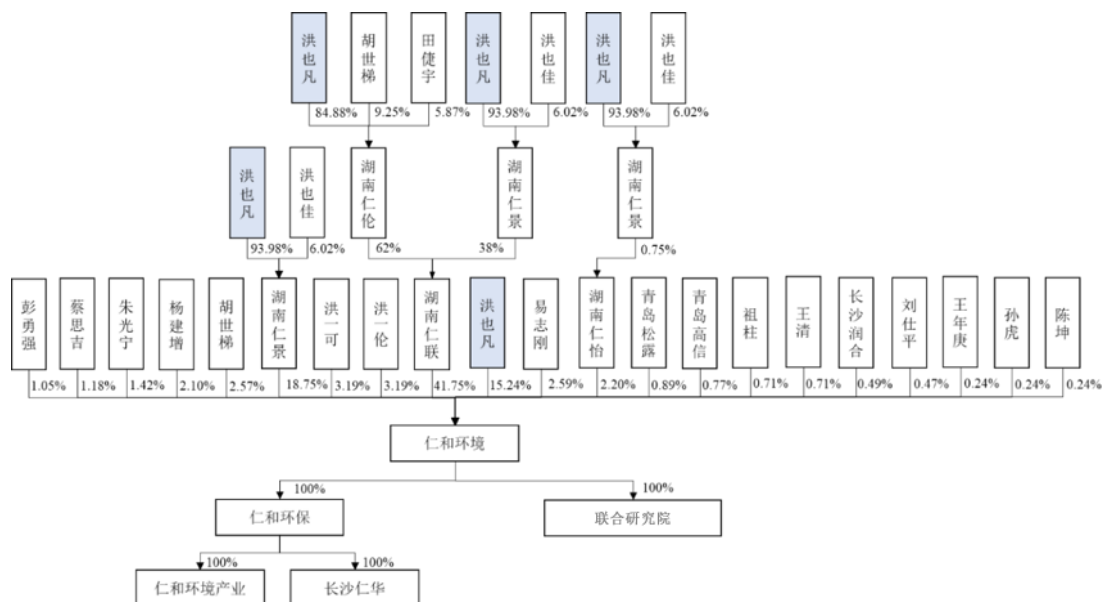 洪也凡
胡世梯
田倢宇
洪也凡
洪也佳
洪也凡
洪也佳
84.88%
9.25%
5.87%
93.98%
6.02%
93.98%
6.02%
洪也凡
洪也佳
湖南仁伦
湖南仁景
湖南仁景
93.98%
6.02%
62%
38%
0.75%
彭勇强
蔡思吉
朱光宁
杨建增
胡世梯
湖南仁景
洪一可
洪一伦
湖南仁联
洪也凡
易志刚
湖南仁怡
青岛松露
青岛高信
祖柱
王清
长沙润合
刘仕平
王年庚
孙虎
陈坤
1.05%
1.18%
1.42%
2.10%
2.57%
18.75%
3.19%
3.19%
41.75%
15.24%
2.59%
2.20%
0.89%
0.77%
0.71%
0.71%
0.49%
0.47%
0.24%
0.24%
0.24%
仁和环境
100%
100%
仁和环保
联合研究院
100%
100%
仁和环境产业
长沙仁华